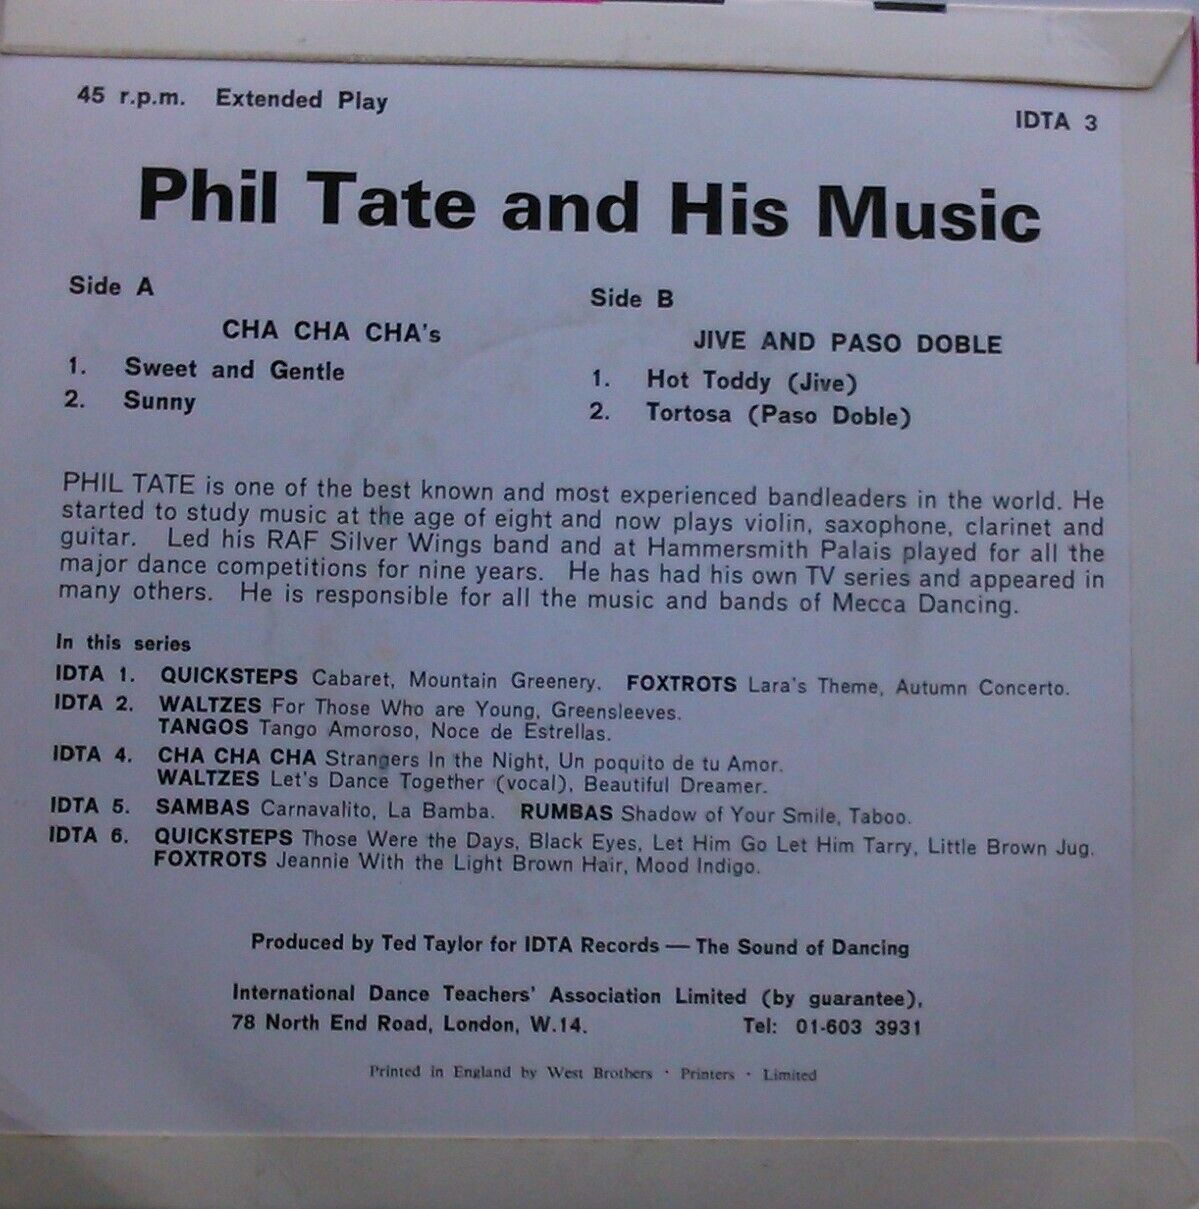 45 r.p.m. Extended Play
IDTA 3
Phil Tate and His Music
Side A
CHA CHA CHA's
1. Sweet and Gentle
2. Sunny
Side B
JIVE AND PASO DOBLE
1. Hot Toddy (Jive)
2. Tortosa (Paso Doble)
PHIL TATE is one of the best known and most experienced bandleaders in the world. He
started to study music at the age of eight and now plays violin, saxophone, clarinet and
guitar. Led his RAF Silver Wings band and at Hammersmith Palais played for all the
major dance competitions for nine years. He has had his own TV series and appeared in
many others. He is responsible for all the music and bands of Mecca Dancing.
In this series
IDTA 1. QUICKSTEPS Cabaret, Mountain Greenery. FOXTROTS Lara's Theme, Autumn Concerto.
IDTA 2. WALTZES For Those Who are Young, Greensleeves.
TANGOS Tango Amoroso, Noce de Estrellas.
IDTA 4. CHA CHA CHA Strangers In the Night, Un poquito de tu Amor.
WALTZES Let's Dance Together (vocal), Beautiful Dreamer.
IDTA 5. SAMBAS Carnavalito, La Bamba. RUMBAS Shadow of Your Smile, Taboo.
IDTA 6. QUICKSTEPS Those Were the Days, Black Eyes, Let Him Go Let Him Tarry, Little Brown Jug.
FOXTROTS Jeannie With the Light Brown Hair, Mood Indigo.
Produced by Ted Taylor for IDTA Records — The Sound of Dancing
International Dance Teachers' Association Limited (by guarantee),
78 North End Road, London, W.14. Tel: 01-603 3931
Printed in England by West Brothers · Printers · Limited